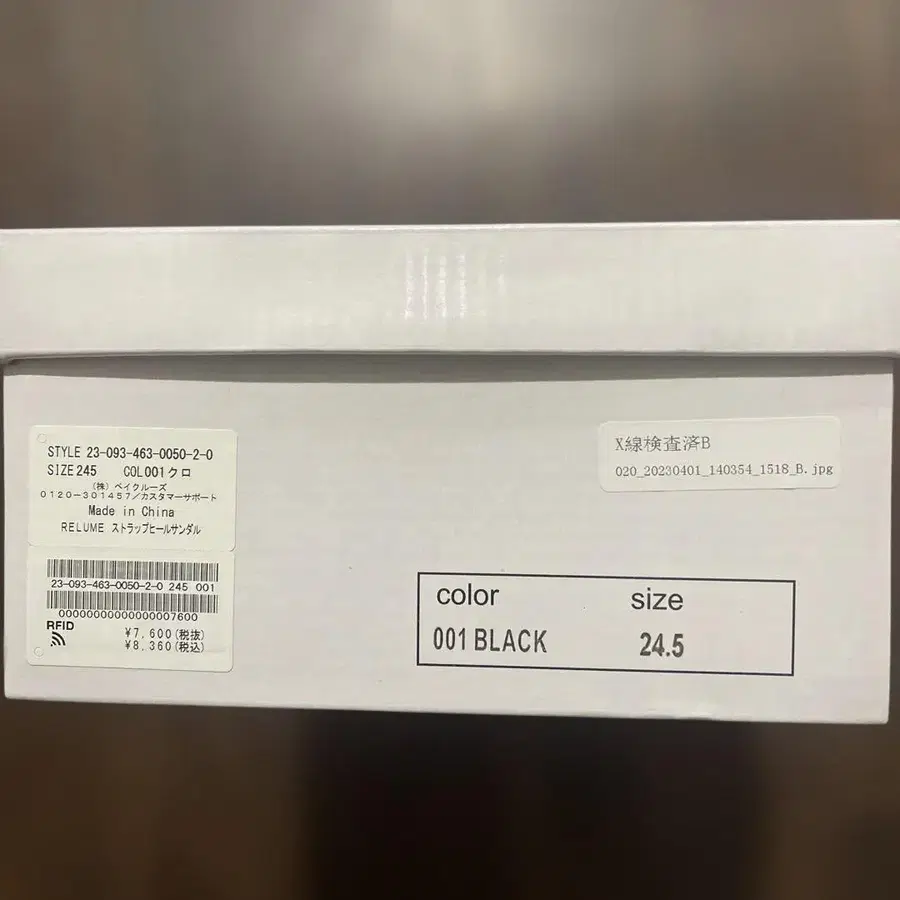 STYLE 23-093-463-0050-2-0
SIZE 245 COL 001 クロ
(株) ベイクルーズ
0120-301457/カスタマーサポート
Made in China
RELUME ストラップヒールサンダル
23-093-463-0050-2-0 245 001
00000000000000007600
RFID
¥7,600(税抜)
¥8,360(税込)
X線検査済B
020_20230401_140354_1518_B.jpg
color size
001 BLACK 24.5